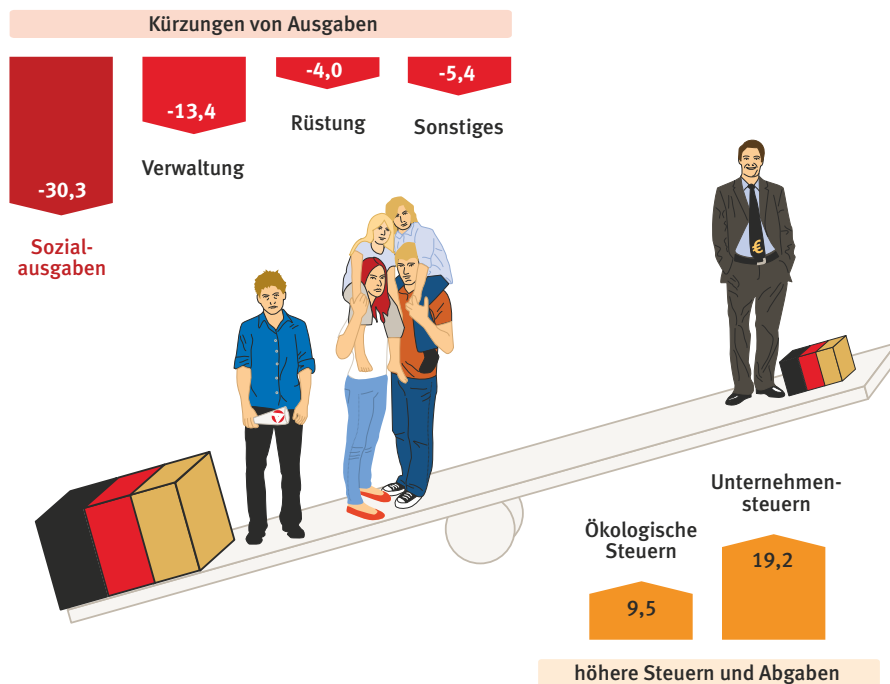 Kürzungen von Ausgaben
-30,3
-13,4
-4,0
-5,4
Sozial-
ausgaben
Verwaltung
Rüstung
Sonstiges
€
Ökologische
Steuern
9,5
Unternehmen-
steuern
19,2
höhere Steuern und Abgaben